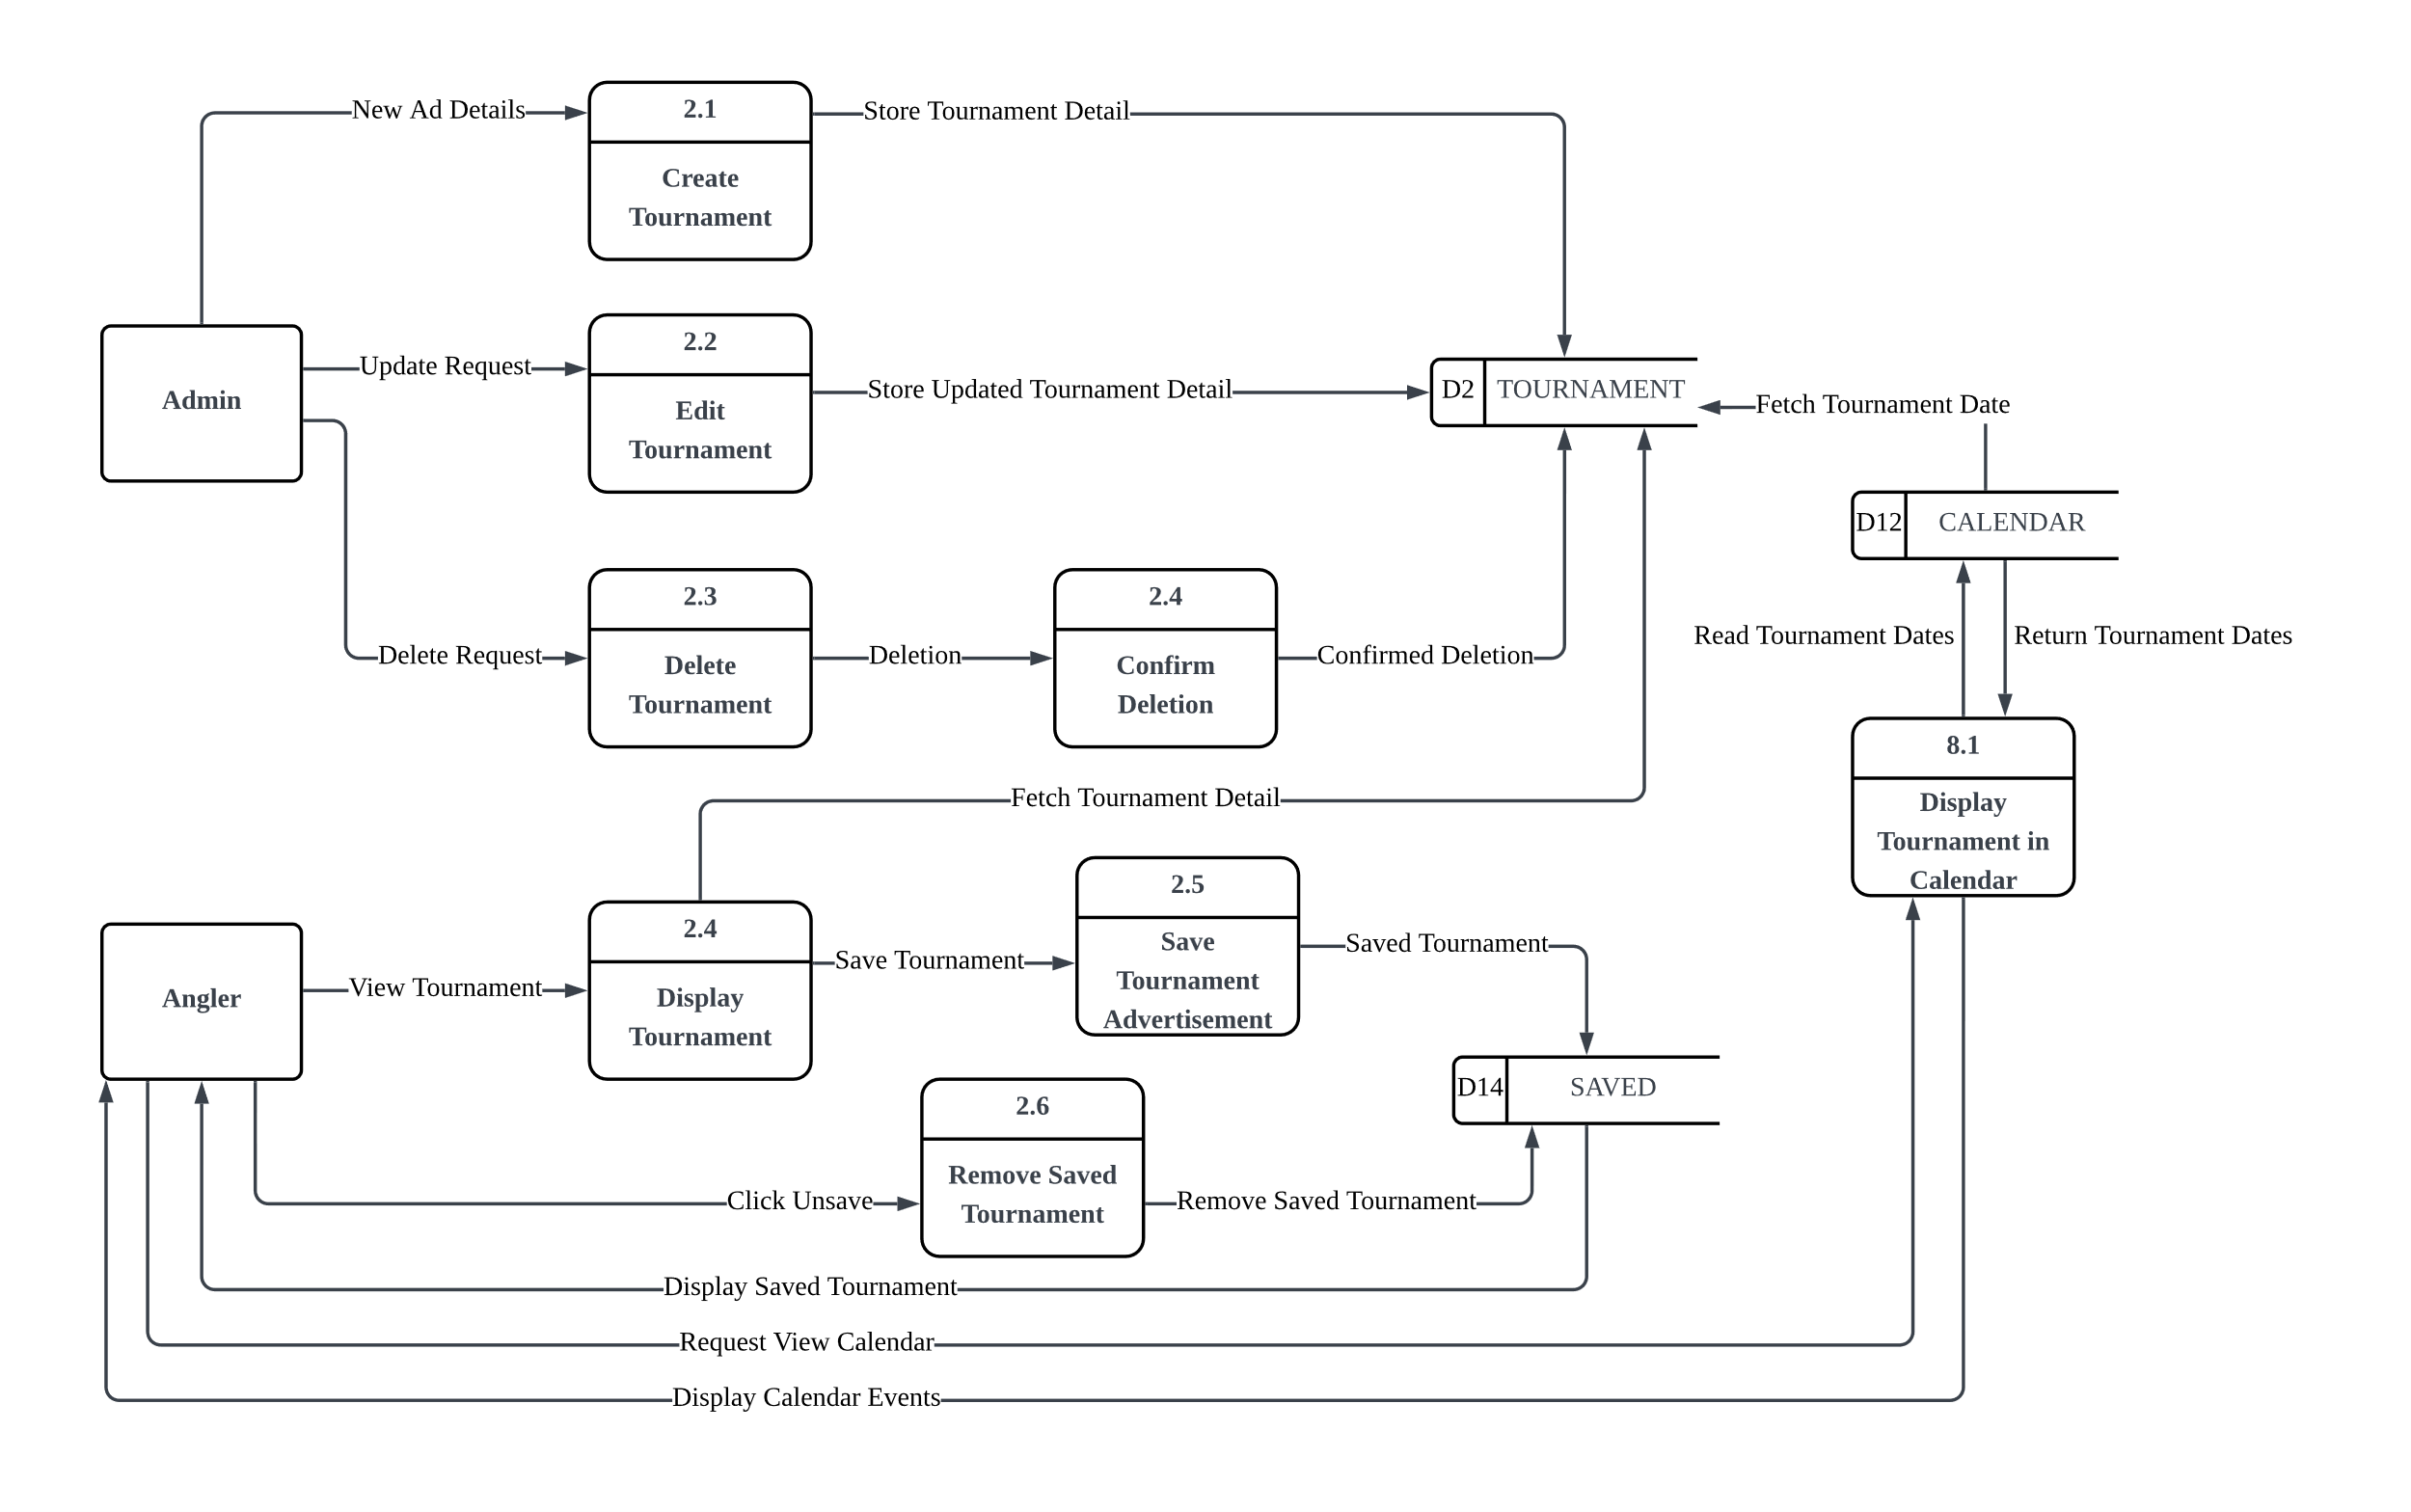 New Ad Details
2.1
Store Tournament Detail
Create
Tournament
2.2
Update Request
Edit
Tournament
Store Updated Tournament Detail
D2
TOURNAMENT
Fetch Tournament Date
Admin
D12
CALENDAR
2.3
2.4
Delete Request
Delete
Tournament
Deletion
Confirm
Deletion
Confirmed Deletion
Read Tournament Dates
Return Tournament Dates
8.1
Display
Tournament in
Calendar
Fetch Tournament Detail
2.5
Save
Tournament
Advertisement
Saved Tournament
2.4
Save Tournament
Angler
View Tournament
Display
Tournament
D14
SAVED
2.6
Remove Saved
Tournament
Click Unsave
Remove Saved Tournament
Display Saved Tournament
Request View Calendar
Display Calendar Events